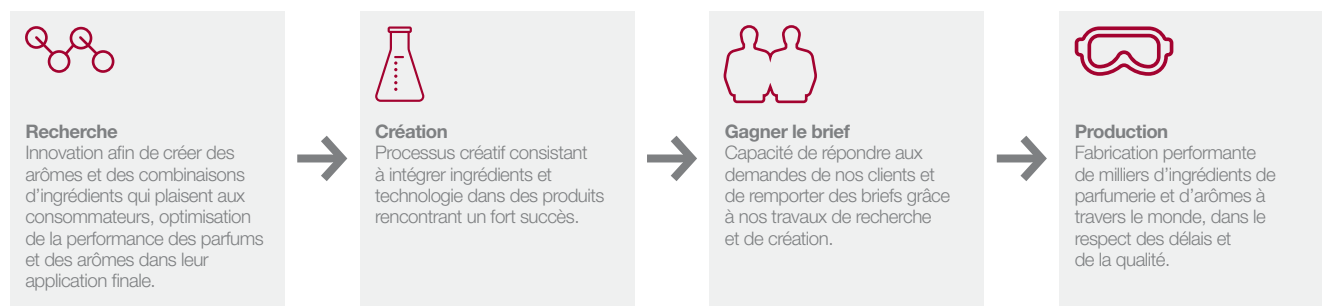 Recherche
Innovation afin de créer des
arômes et des combinaisons
d’ingrédients qui plaisent aux
consommateurs, optimisation
de la performance des parfums
et des arômes dans leur
application finale.
Création
Processus créatif consistant
à intégrer ingrédients et
technologie dans des produits
rencontrant un fort succès.
Gagner le brief
Capacité de répondre aux
demandes de nos clients et
de remporter des briefs grâce
à nos travaux de recherche
et de création.
Production
Fabrication performante
de milliers d’ingrédients de
parfumerie et d’arômes à
travers le monde, dans le
respect des délais et
de la qualité.